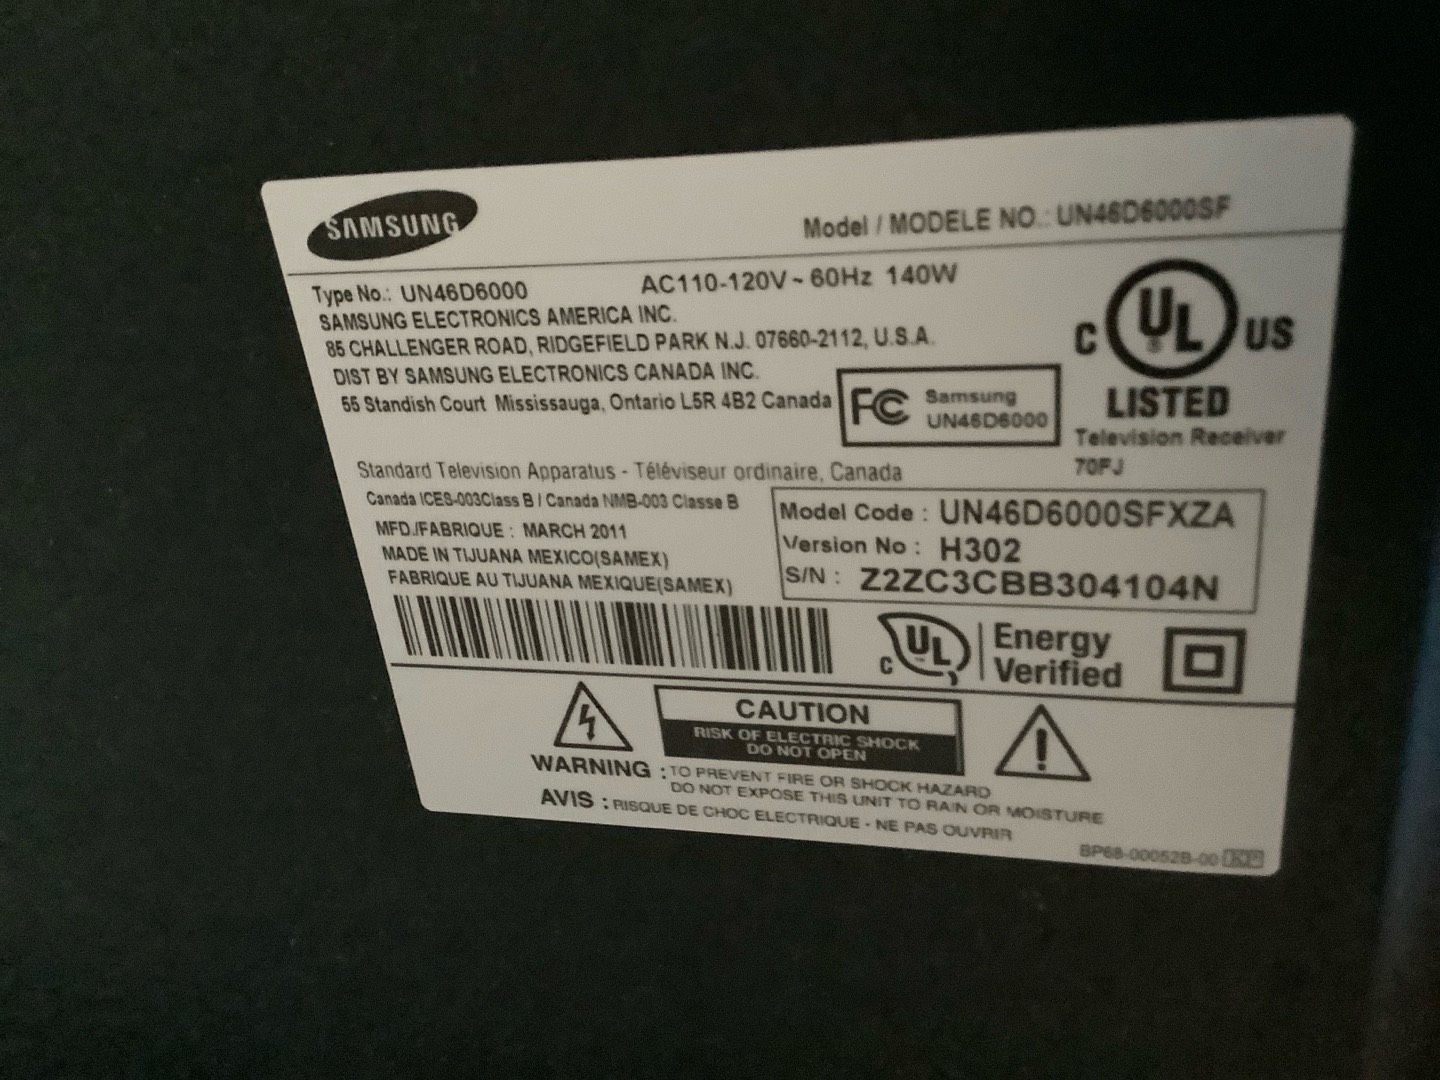 SAMSUNG
Model / MODELE NO.: UN46D6000SF
Type No.: UN46D6000 AC110-120V~60Hz 140W
SAMSUNG ELECTRONICS AMERICA INC.
85 CHALLENGER ROAD, RIDGEFIELD PARK N.J. 07660-2112, U.S.A.
DIST BY SAMSUNG ELECTRONICS CANADA INC.
55 Standish Court Mississauga, Ontario L5R 4B2 Canada
FC Samsung
UN46D6000
C UL US
LISTED
Television Receiver
70FJ
Standard Television Apparatus - Téléviseur ordinaire, Canada
Canada ICES-003Class B / Canada NMB-003 Classe B
MFD./FABRIQUE : MARCH 2011
MADE IN TIJUANA MEXICO(SAMEX)
FABRIQUE AU TIJUANA MEXIQUE(SAMEX)
Model Code : UN46D6000SFXZA
Version No : H302
S/N : Z2ZC3CBB304104N
C UL Energy
Verified
CAUTION
RISK OF ELECTRIC SHOCK
DO NOT OPEN
WARNING : TO PREVENT FIRE OR SHOCK HAZARD
DO NOT EXPOSE THIS UNIT TO RAIN OR MOISTURE
AVIS : RISQUE DE CHOC ELECTRIQUE - NE PAS OUVRIR
BP68-00052B-00